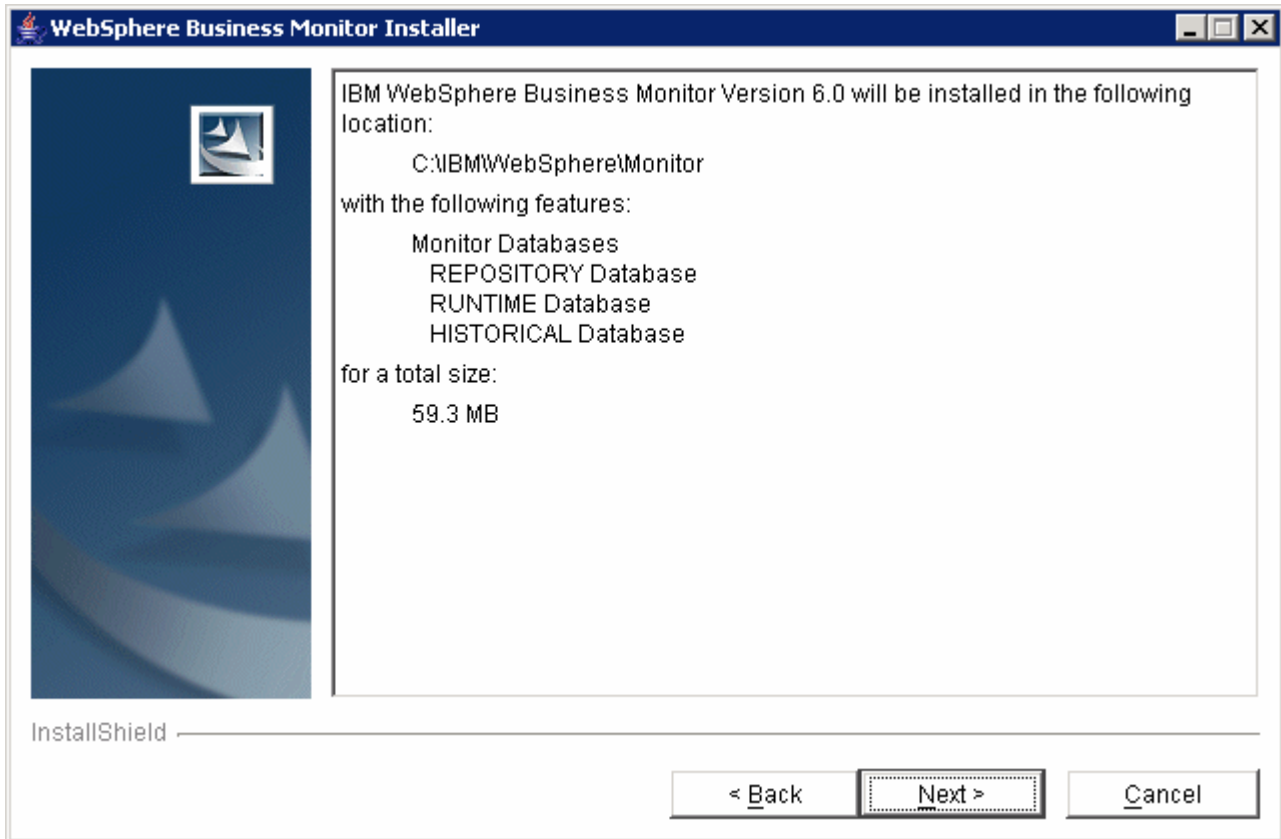 WebSphere Business Monitor Installer
IBM WebSphere Business Monitor Version 6.0 will be installed in the following
location:
C:\IBM\WebSphere\Monitor
with the following features:
Monitor Databases
REPOSITORY Database
RUNTIME Database
HISTORICAL Database
for a total size:
59.3 MB
InstallShield
< Back
Next >
Cancel